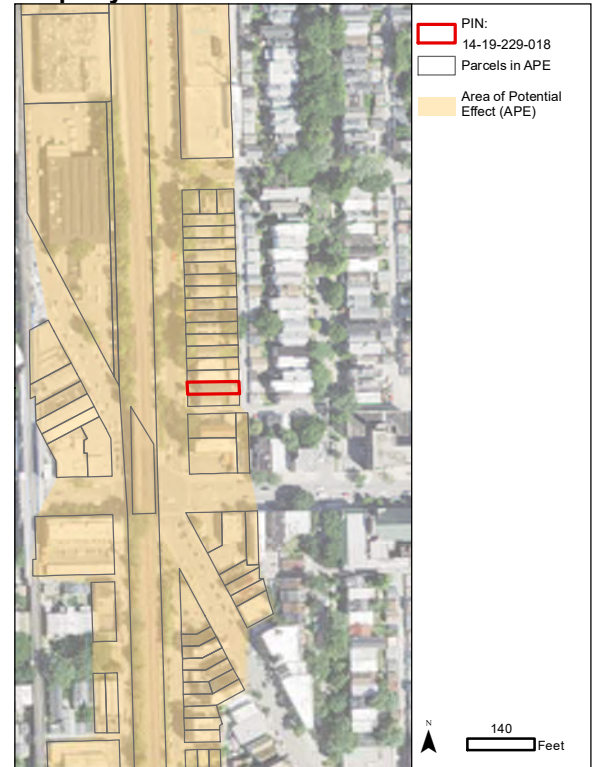 PIN:
14-19-229-018
Parcels in APE
Area of Potential
Effect (APE)
N
140
Feet